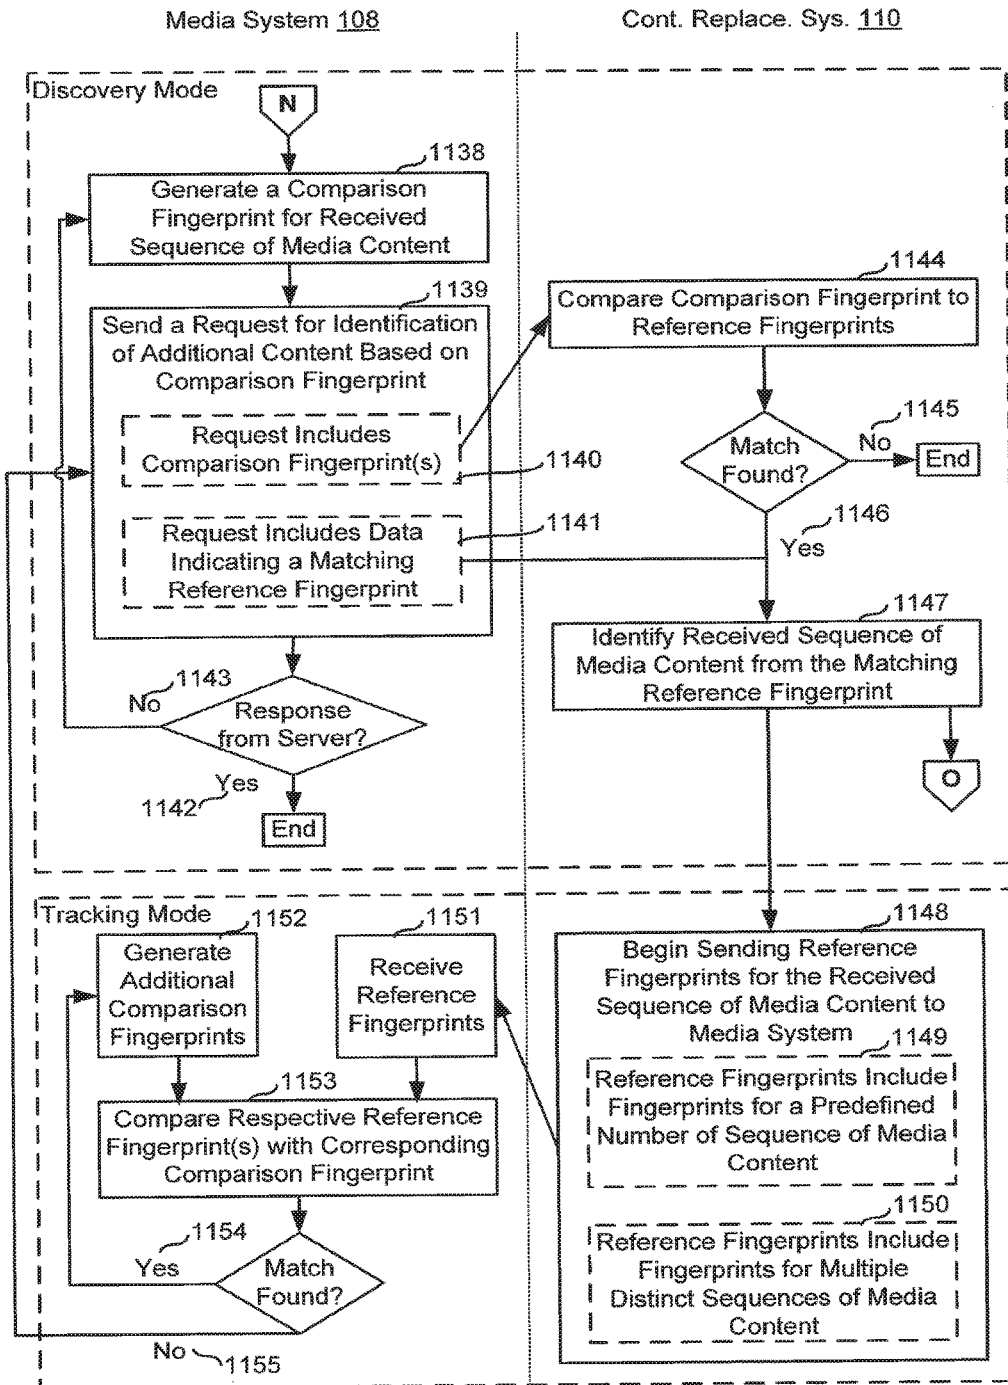 Media System 108
Cont. Replace. Sys. 110
Discovery Mode
N
1138
Generate a Comparison
Fingerprint for Received
Sequence of Media Content
1139
Send a Request for Identification
of Additional Content Based on
Comparison Fingerprint
Request Includes
Comparison Fingerprint(s)
1140
1141
Request Includes Data
Indicating a Matching
Reference Fingerprint
1143
No
Response
from Server?
Yes
1142
End
1144
Compare Comparison Fingerprint to
Reference Fingerprints
1145
No
Match
Found?
End
1146
Yes
1147
Identify Received Sequence of
Media Content from the Matching
Reference Fingerprint
O
Tracking Mode
1152
Generate
Additional
Comparison
Fingerprints
1151
Receive
Reference
Fingerprints
1153
Compare Respective Reference
Fingerprint(s) with Corresponding
Comparison Fingerprint
1154
Yes
Match
Found?
No
1155
1148
Begin Sending Reference
Fingerprints for the Received
Sequence of Media Content to
Media System
1149
Reference Fingerprints Include
Fingerprints for a Predefined
Number of Sequence of Media
Content
1150
Reference Fingerprints Include
Fingerprints for Multiple
Distinct Sequences of Media
Content